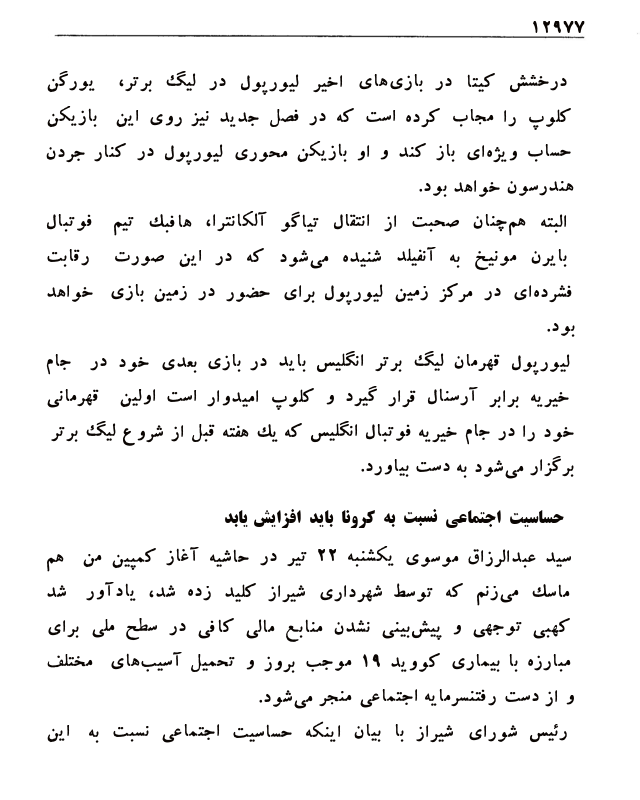 ۱۲۹۷۷
درخشش کیتا در بازی‌های اخیر لیورپول در لیگ برتر، یورگن
کلوپ را مجاب کرده است که در فصل جدید نیز روی این بازیکن
حساب ویژه‌ای باز کند و او بازیکن محوری لیورپول در کنار جردن
هندرسون خواهد بود.
البته هم‌چنان صحبت از انتقال تیاگو آلکانترا، هافبک تیم فوتبال
بایرن مونیخ به آنفیلد شنیده می‌شود که در این صورت رقابت
فشرده‌ای در مرکز زمین لیورپول برای حضور در زمین بازی خواهد
بود.
لیورپول قهرمان لیگ برتر انگلیس باید در بازی بعدی خود در جام
خیریه برابر آرسنال قرار گیرد و کلوپ امیدوار است اولین قهرمانی
خود را در جام خیریه فوتبال انگلیس که یک هفته قبل از شروع لیگ برتر
برگزار می‌شود به دست بیاورد.
حساسیت اجتماعی نسبت به کرونا باید افزایش یابد
سید عبدالرزاق موسوی یکشنبه ۲۲ تیر در حاشیه آغاز کمپین من هم
ماسک می‌زنم که توسط شهرداری شیراز کلید زده شد، یادآور شد
کهبی توجهی و پیش‌بینی نشدن منابع مالی کافی در سطح ملی برای
مبارزه با بیماری کووید ۱۹ موجب بروز و تحمیل آسیب‌های مختلف
و از دست رفتنسرمایه اجتماعی منجر می‌شود.
رئیس شورای شیراز با بیان اینکه حساسیت اجتماعی نسبت به این